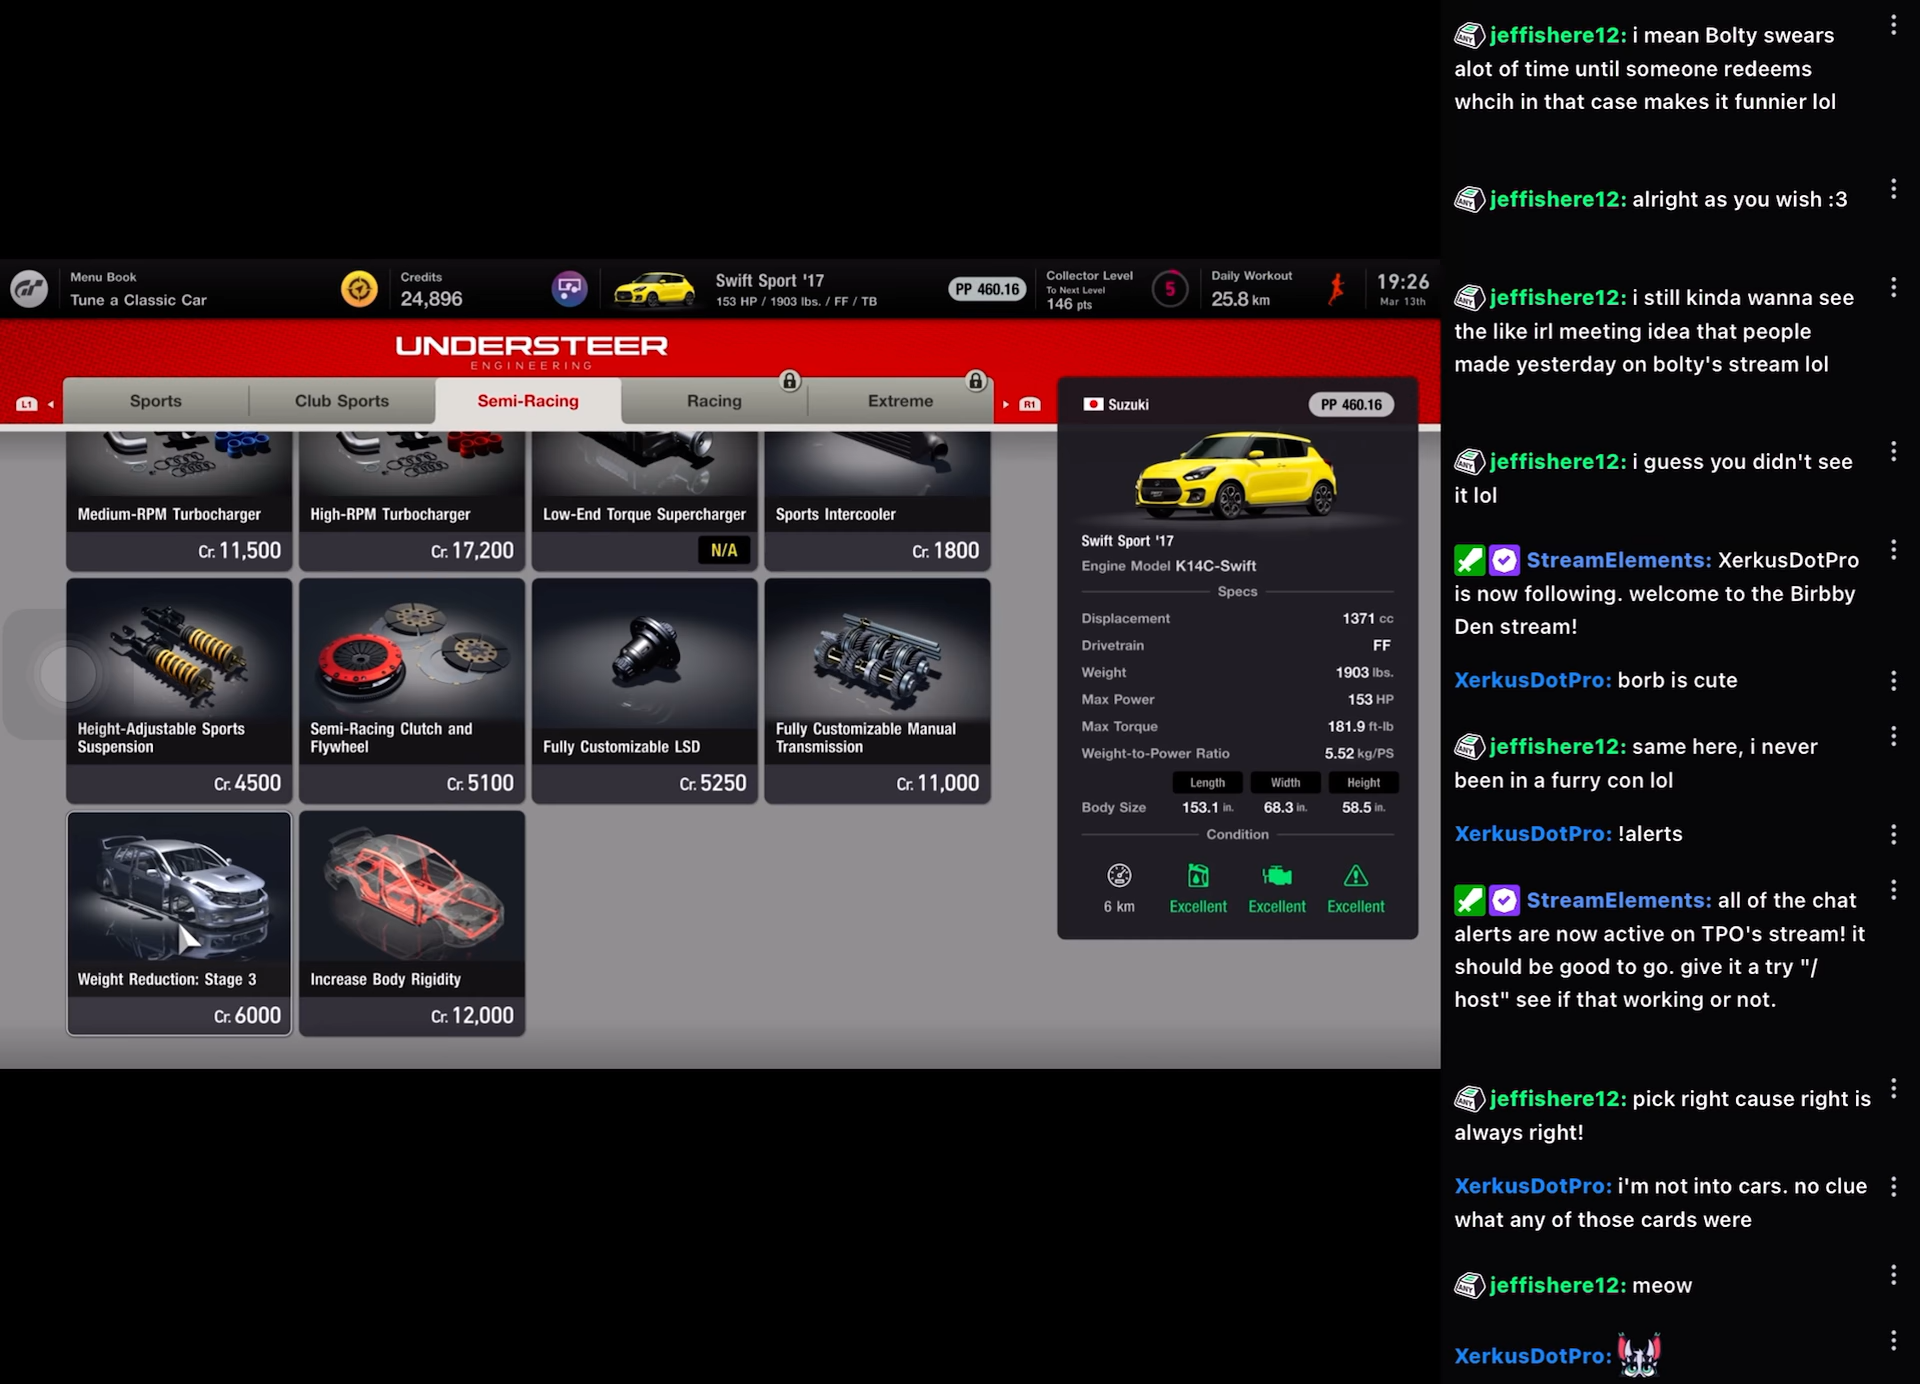 Menu Book
Tune a Classic Car
Credits
24,896
Swift Sport '17
153 HP / 1903 lbs. / FF / TB
PP 460.16
Collector Level
To Next Level
146 pts
5
Daily Workout
25.8 km
19:26
Mar 13th
UNDERSTEER
ENGINEERING
L1
Sports
Club Sports
Semi-Racing
Racing
Extreme
R1
Medium-RPM Turbocharger
Cr. 11,500
High-RPM Turbocharger
Cr. 17,200
Low-End Torque Supercharger
N/A
Sports Intercooler
Cr. 1800
Height-Adjustable Sports
Suspension
Cr. 4500
Semi-Racing Clutch and
Flywheel
Cr. 5100
Fully Customizable LSD
Cr. 5250
Fully Customizable Manual
Transmission
Cr. 11,000
Weight Reduction: Stage 3
Cr. 6000
Increase Body Rigidity
Cr. 12,000
Suzuki
PP 460.16
Swift Sport '17
Engine Model K14C-Swift
Specs
Displacement 1371 cc
Drivetrain FF
Weight 1903 lbs.
Max Power 153 HP
Max Torque 181.9 ft-lb
Weight-to-Power Ratio 5.52 kg/PS
Length Width Height
Body Size 153.1 in. 68.3 in. 58.5 in.
Condition
6 km Excellent Excellent Excellent
jeffishere12: i mean Bolty swears
alot of time until someone redeems
whcih in that case makes it funnier lol
jeffishere12: alright as you wish :3
jeffishere12: i still kinda wanna see
the like irl meeting idea that people
made yesterday on bolty's stream lol
jeffishere12: i guess you didn't see
it lol
StreamElements: XerkusDotPro
is now following. welcome to the Birbby
Den stream!
XerkusDotPro: borb is cute
jeffishere12: same here, i never
been in a furry con lol
XerkusDotPro: !alerts
StreamElements: all of the chat
alerts are now active on TPO's stream! it
should be good to go. give it a try "/
host" see if that working or not.
jeffishere12: pick right cause right is
always right!
XerkusDotPro: i'm not into cars. no clue
what any of those cards were
jeffishere12: meow
XerkusDotPro: